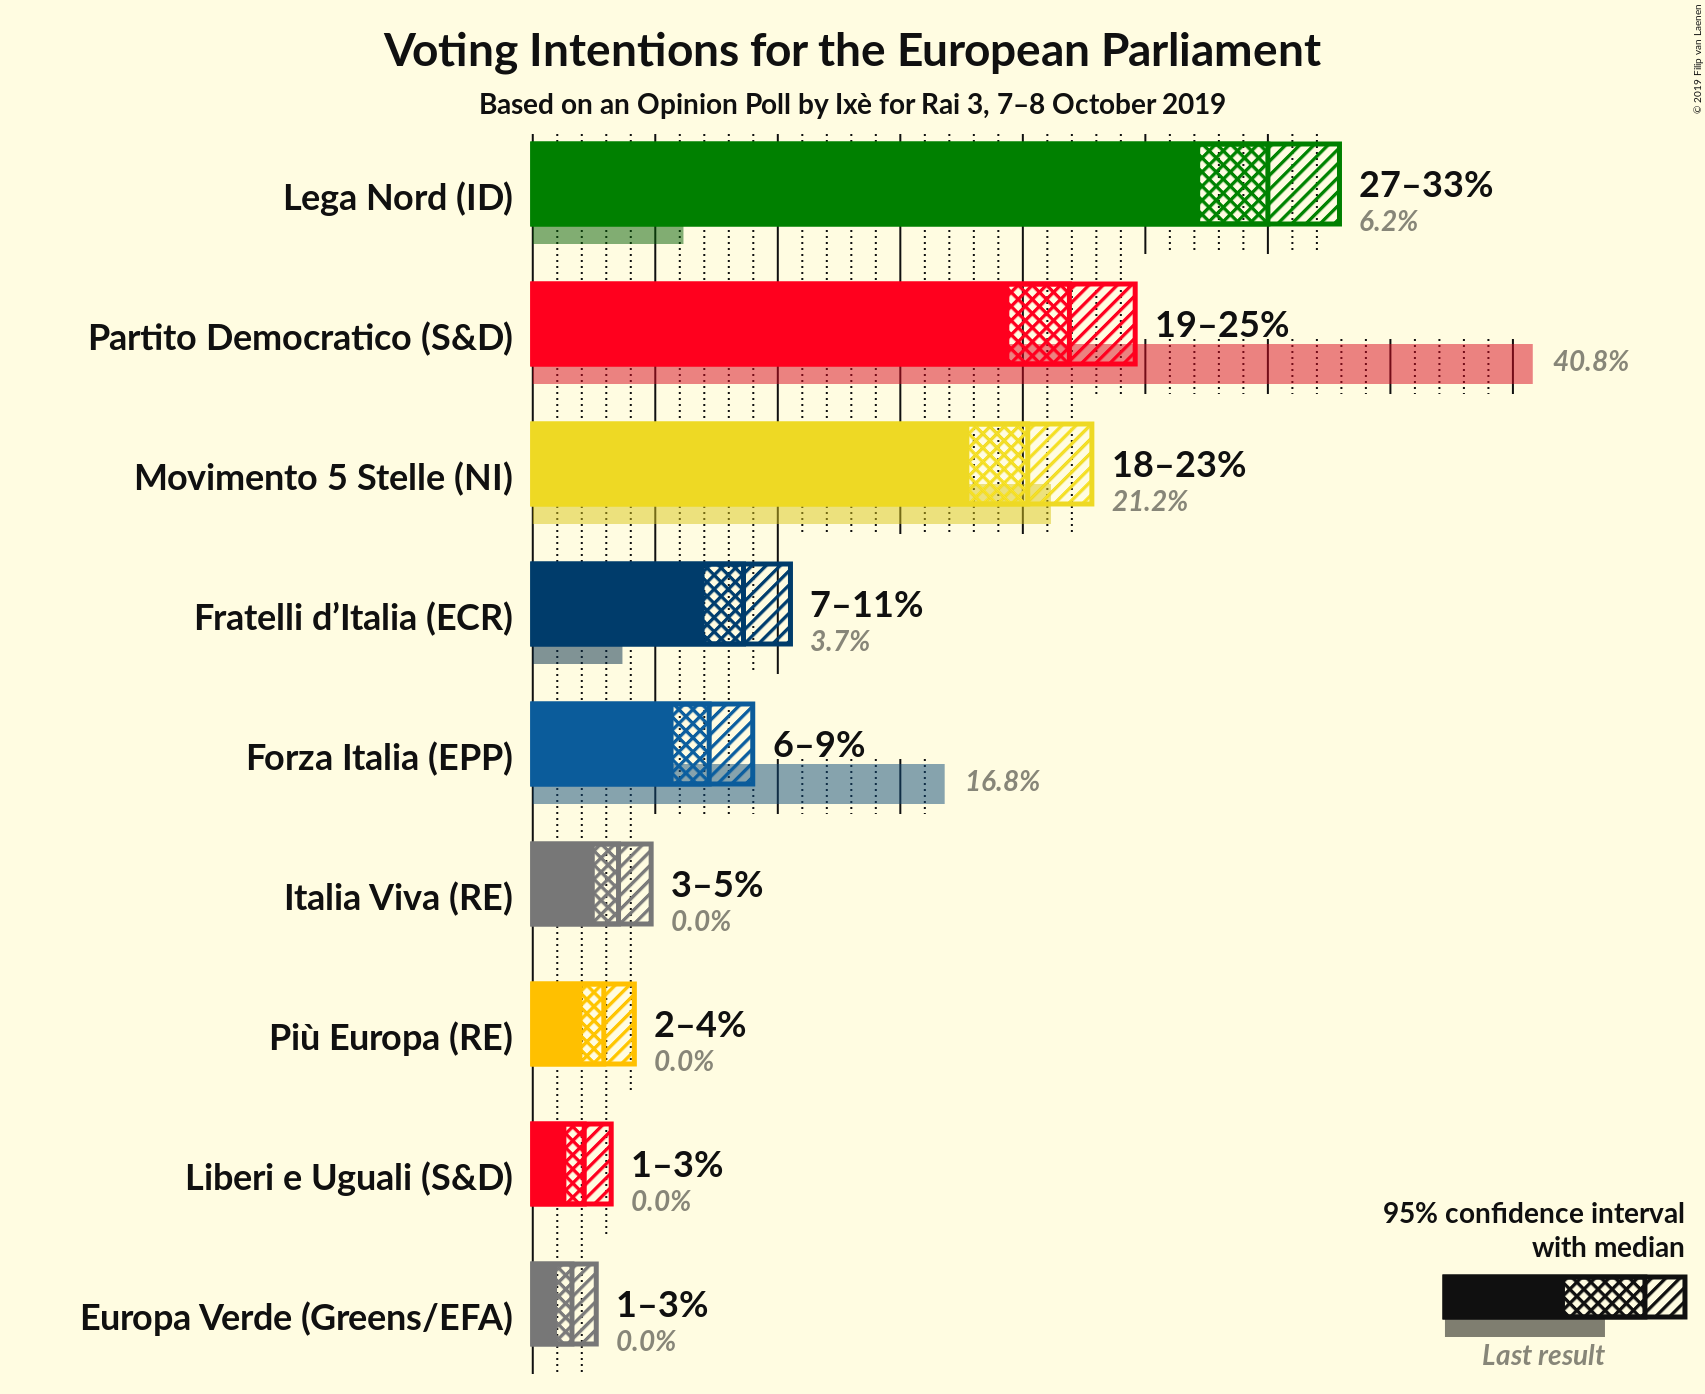 Voting Intentions for the European Parliament
Based on an Opinion Poll by Ixè for Rai 3, 7–8 October 2019
© 2019 Filip van Laenen
Lega Nord (ID)
27–33%
6.2%
Partito Democratico (S&D)
19–25%
40.8%
Movimento 5 Stelle (NI)
18–23%
21.2%
Fratelli d’Italia (ECR)
7–11%
3.7%
Forza Italia (EPP)
6–9%
16.8%
Italia Viva (RE)
3–5%
0.0%
Più Europa (RE)
2–4%
0.0%
Liberi e Uguali (S&D)
1–3%
0.0%
Europa Verde (Greens/EFA)
1–3%
0.0%
95% confidence interval
with median
Last result